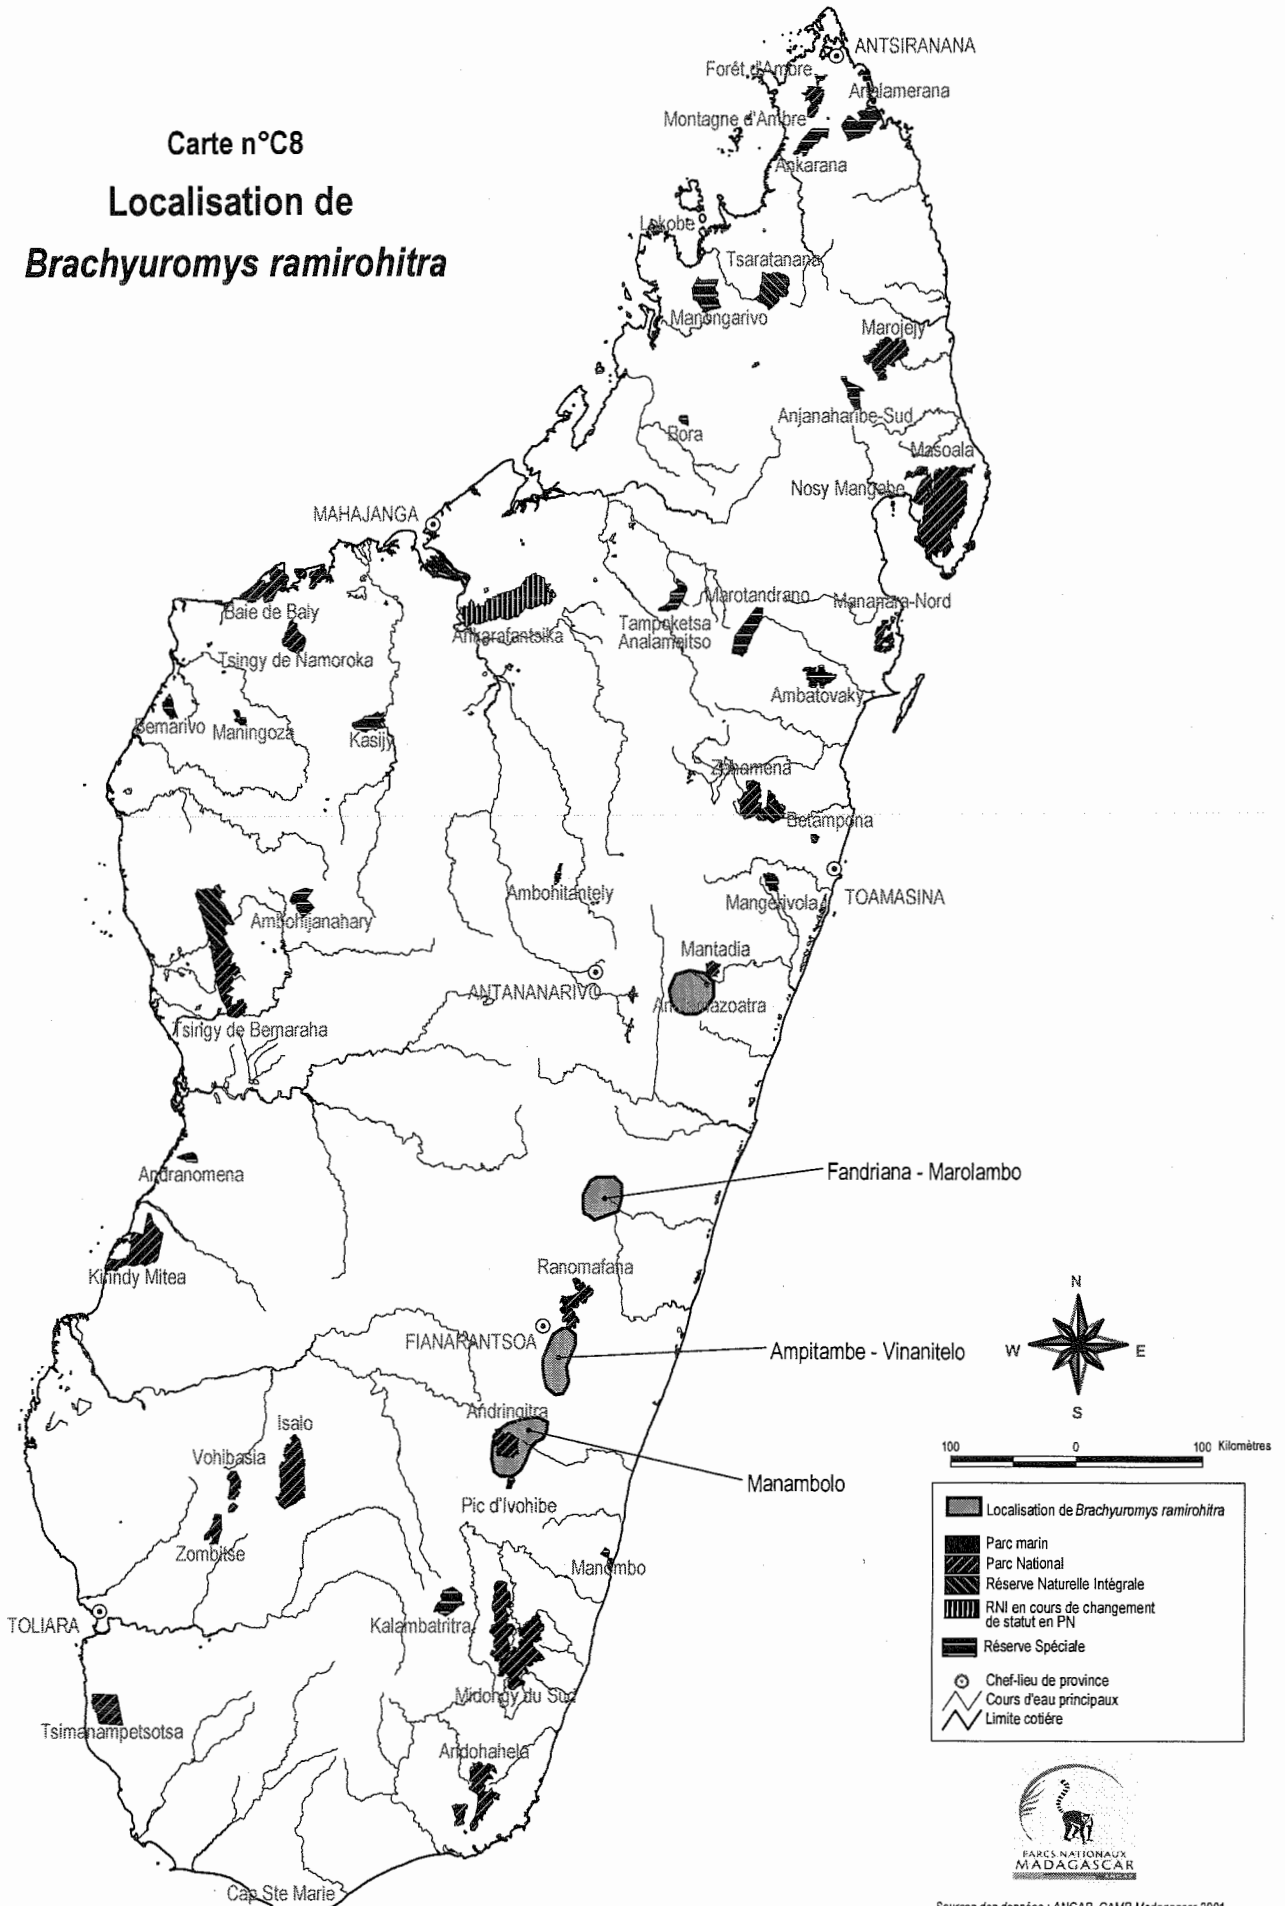 Carte n°C8
Localisation de
Brachyuromys ramirohitra
ANTSIRANANA
Forêt d'Ambre
Analamerana
Montagne d'Ambre
Ankarana
Lokobe
Tsaratanana
Manongarivo
Marojejy
Anjanaharibe-Sud
Bora
Masoala
Nosy Mangabe
MAHAJANGA
Baie de Baly
Ankarafantsika
Marotandrano
Mananara-Nord
Tampoketsa
Analamaitso
Tsingy de Namoroka
Ambatovaky
Bemarivo
Maningoza
Kasijy
Zahamena
Betampona
Ambohitantely
TOAMASINA
Mangerivola
Ambohijanahary
Mantadia
ANTANANARIVO
Tsingy de Bemaraha
Andranomena
Fandriana - Marolambo
Kirindy Mitea
Ranomafana
FIANARANTSOA
Ampitambe - Vinanitelo
Andringitra
Isalo
Vohibasia
Manambolo
Pic d'Ivohibe
Zombitse
Manombo
TOLIARA
Kalambatritra
Midongy du Sud
Tsimanampetsotsa
Andohahela
Cap Ste Marie
N
W
E
S
100
0
100 Kilomètres
Localisation de Brachyuromys ramirohitra
Parc marin
Parc National
Réserve Naturelle Intégrale
RNI en cours de changement
de statut en PN
Réserve Spéciale
Chef-lieu de province
Cours d'eau principaux
Limite cotiére
PARCS NATIONAUX
MADAGASCAR